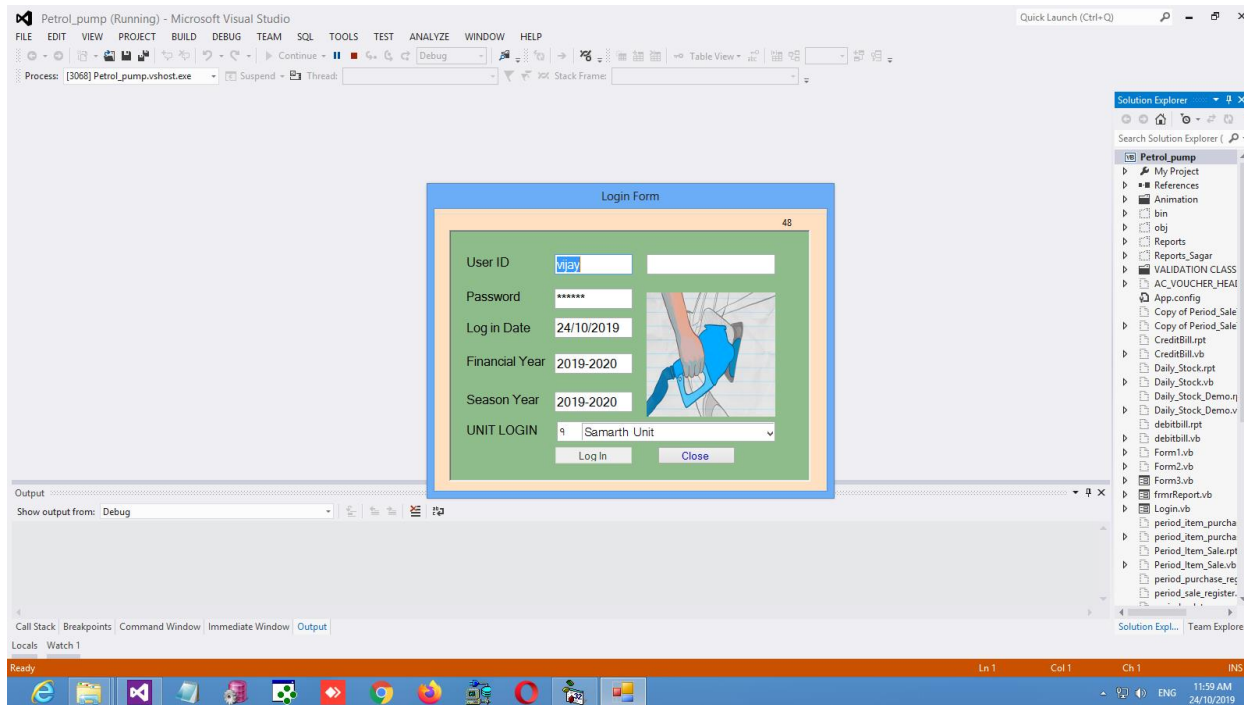 Petrol_pump (Running) - Microsoft Visual Studio
Quick Launch (Ctrl+Q)
FILE EDIT VIEW PROJECT BUILD DEBUG TEAM SQL TOOLS TEST ANALYZE WINDOW HELP
Continue Debug Table View
Process: [3068] Petrol_pump.vshost.exe Suspend Thread: Stack Frame:
Solution Explorer
Search Solution Explorer (
Petrol_pump
My Project
References
Animation
bin
obj
Reports
Reports_Sagar
VALIDATION CLASS
AC_VOUCHER_HEAD
App.config
Copy of Period_Sale
Copy of Period_Sale
CreditBill.rpt
CreditBill.vb
Daily_Stock.rpt
Daily_Stock.vb
Daily_Stock_Demo.r
Daily_Stock_Demo.v
debitbill.rpt
debitbill.vb
Form1.vb
Form2.vb
Form3.vb
frmrReport.vb
Login.vb
period_item_purcha
period_item_purcha
Period_Item_Sale.rpt
Period_Item_Sale.vb
period_purchase_reg
period_sale_register.
Solution Expl... Team Explore
Login Form
48
User ID vijay
Password ******
Log in Date 24/10/2019
Financial Year 2019-2020
Season Year 2019-2020
UNIT LOGIN १ Samarth Unit
Log In Close
Output
Show output from: Debug
Call Stack Breakpoints Command Window Immediate Window Output
Locals Watch 1
Ready Ln 1 Col 1 Ch 1 INS
ENG 11:59 AM
24/10/2019